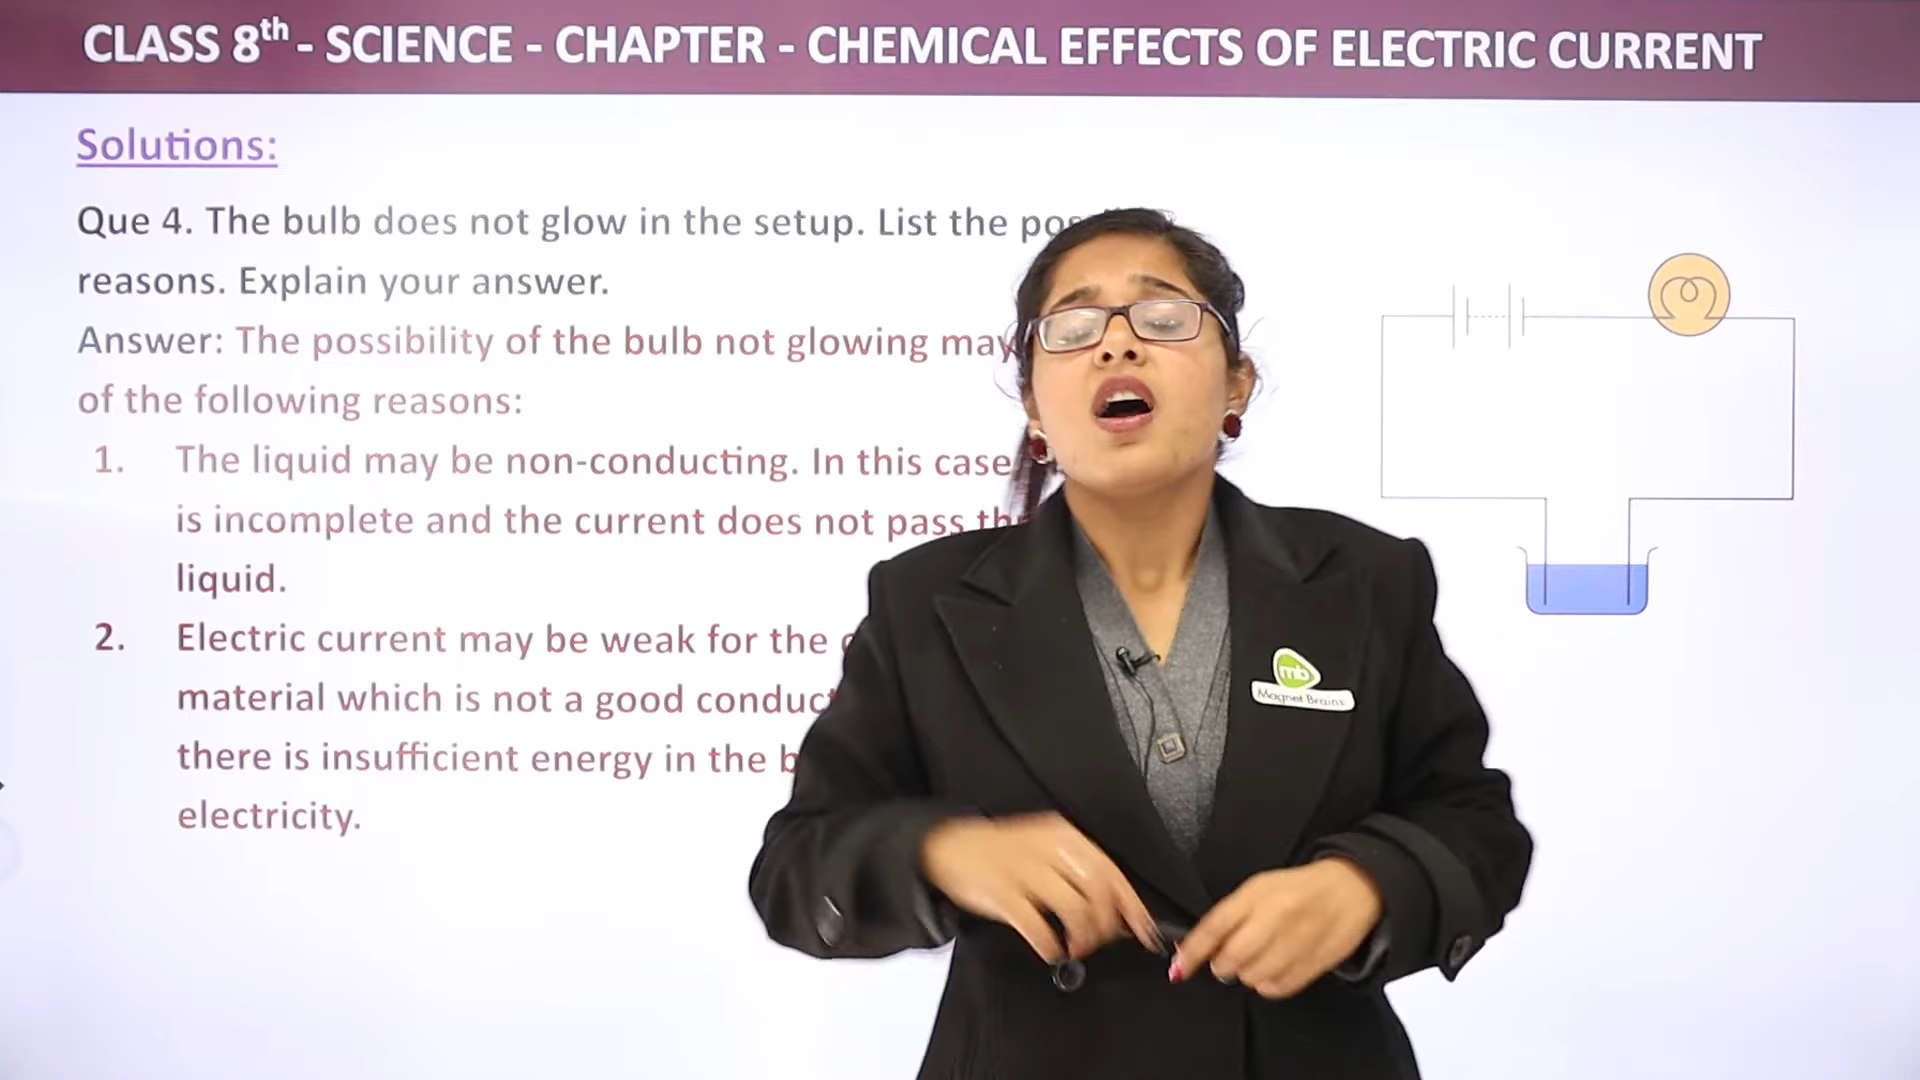 CLASS 8th - SCIENCE - CHAPTER - CHEMICAL EFFECTS OF ELECTRIC CURRENT
Solutions:
Que 4. The bulb does not glow in the setup. List the
reasons. Explain your answer.
Answer: The possibility of the bulb not glowing may
of the following reasons:
1. The liquid may be non-conducting. In this case
is incomplete and the current does not pass
liquid.
2. Electric current may be weak for the
material which is not a good
there is insufficient energy in the
electricity.
mb
Magnet Brains